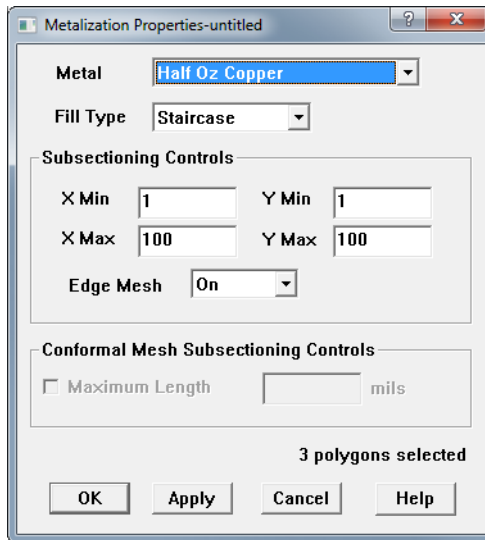 Metalization Properties-untitled
Metal Half Oz Copper
Fill Type Staircase
Subsectioning Controls
X Min 1 Y Min 1
X Max 100 Y Max 100
Edge Mesh On
Conformal Mesh Subsectioning Controls
Maximum Length mils
3 polygons selected
OK Apply Cancel Help